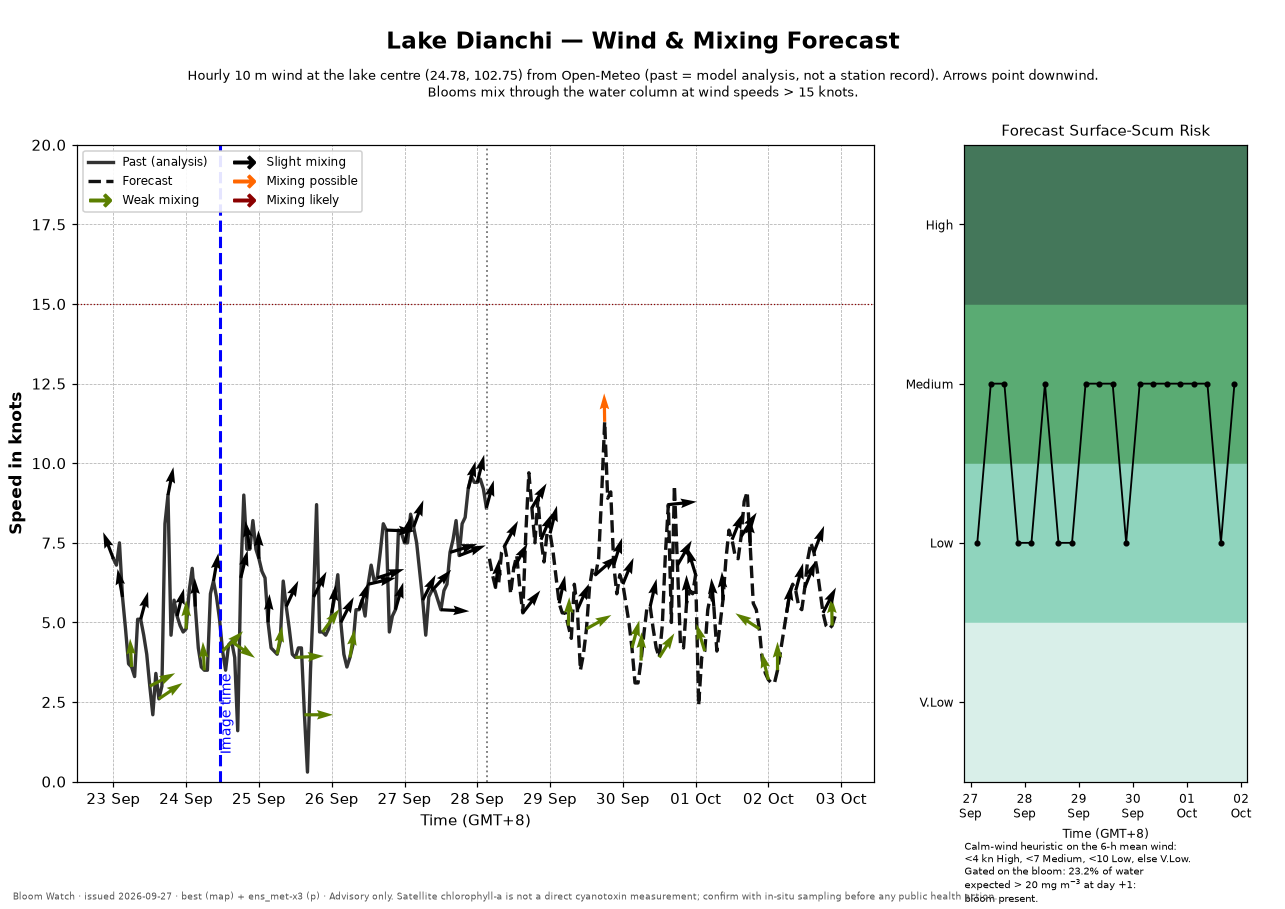 Lake Dianchi — Wind & Mixing Forecast
Hourly 10 m wind at the lake centre (24.78, 102.75) from Open-Meteo (past = model analysis, not a station record). Arrows point downwind.
Blooms mix through the water column at wind speeds > 15 knots.
Past (analysis)
Forecast
Weak mixing
Slight mixing
Mixing possible
Mixing likely
Speed in knots
20.0
17.5
15.0
12.5
10.0
7.5
5.0
2.5
0.0
Image time
23 Sep 24 Sep 25 Sep 26 Sep 27 Sep 28 Sep 29 Sep 30 Sep 01 Oct 02 Oct 03 Oct
Time (GMT+8)
Forecast Surface-Scum Risk
High
Medium
Low
V.Low
27 28 29 30 01 02
Sep Sep Sep Sep Oct Oct
Time (GMT+8)
Calm-wind heuristic on the 6-h mean wind:
<4 kn High, <7 Medium, <10 Low, else V.Low.
Gated on the bloom: 23.2% of water
expected > 20 mg m⁻³ at day +1:
bloom present.
Bloom Watch · issued 2026-09-27 · best (map) + ens_met-x3 (p) · Advisory only. Satellite chlorophyll-a is not a direct cyanotoxin measurement; confirm with in-situ sampling before any public health action.